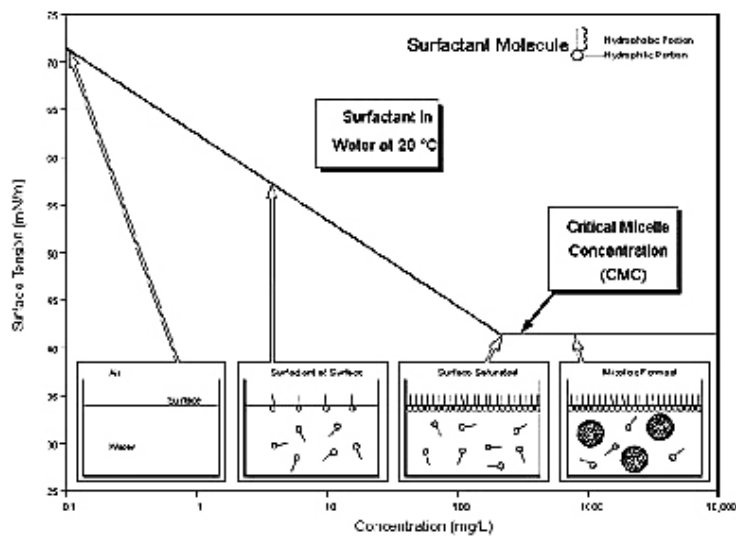 Surfactant Molecule
Hydrophobic Portion
Hydrophilic Portion
Surfactant in
Water at 20 °C
Critical Micelle
Concentration
(CMC)
Surface Tension (mN/m)
75
70
65
60
55
50
45
40
35
30
25
Air
Surface
Water
Surfactant at Surface
Surface Saturated
Micelles Formed
0.1
1
10
100
1000
10,000
Concentration (mg/L)